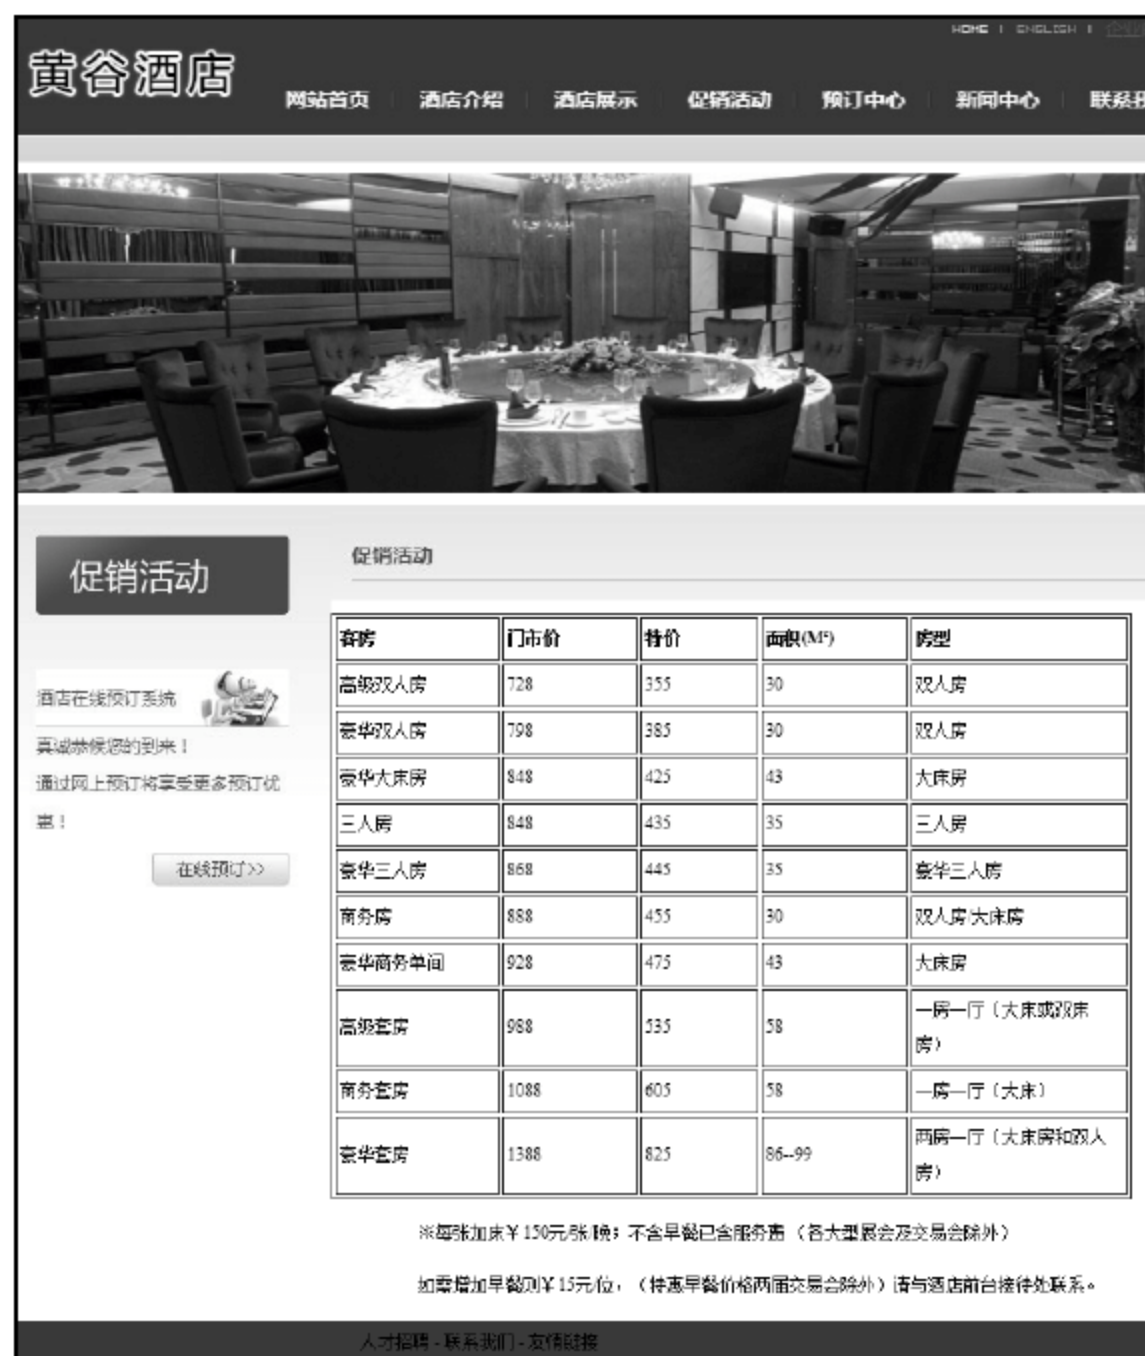 HOME | ENGLISH |
黄谷酒店
网站首页 酒店介绍 酒店展示 促销活动 预订中心 新闻中心 联系我
促销活动
促销活动
酒店在线预订系统
真诚恭候您的到来！
通过网上预订将享受更多预订优
惠！
在线预订>>
客房 门市价 特价 面积(M²) 房型
高级双人房 728 355 30 双人房
豪华双人房 798 385 30 双人房
豪华大床房 848 425 43 大床房
三人房 848 435 35 三人房
豪华三人房 868 445 35 豪华三人房
商务房 888 455 30 双人房/大床房
豪华商务单间 928 475 43 大床房
高级套房 988 535 58 一房一厅（大床或双床
房）
商务套房 1088 605 58 一房一厅（大床）
豪华套房 1388 825 86--99 两房一厅（大床房和双人
房）
※每张加床￥150元/张/晚；不含早餐已含服务费（各大型展会及交易会除外）
如需增加早餐则￥15元/位，（特惠早餐价格两届交易会除外）请与酒店前台接待处联系。
人才招聘 - 联系我们 - 友情链接